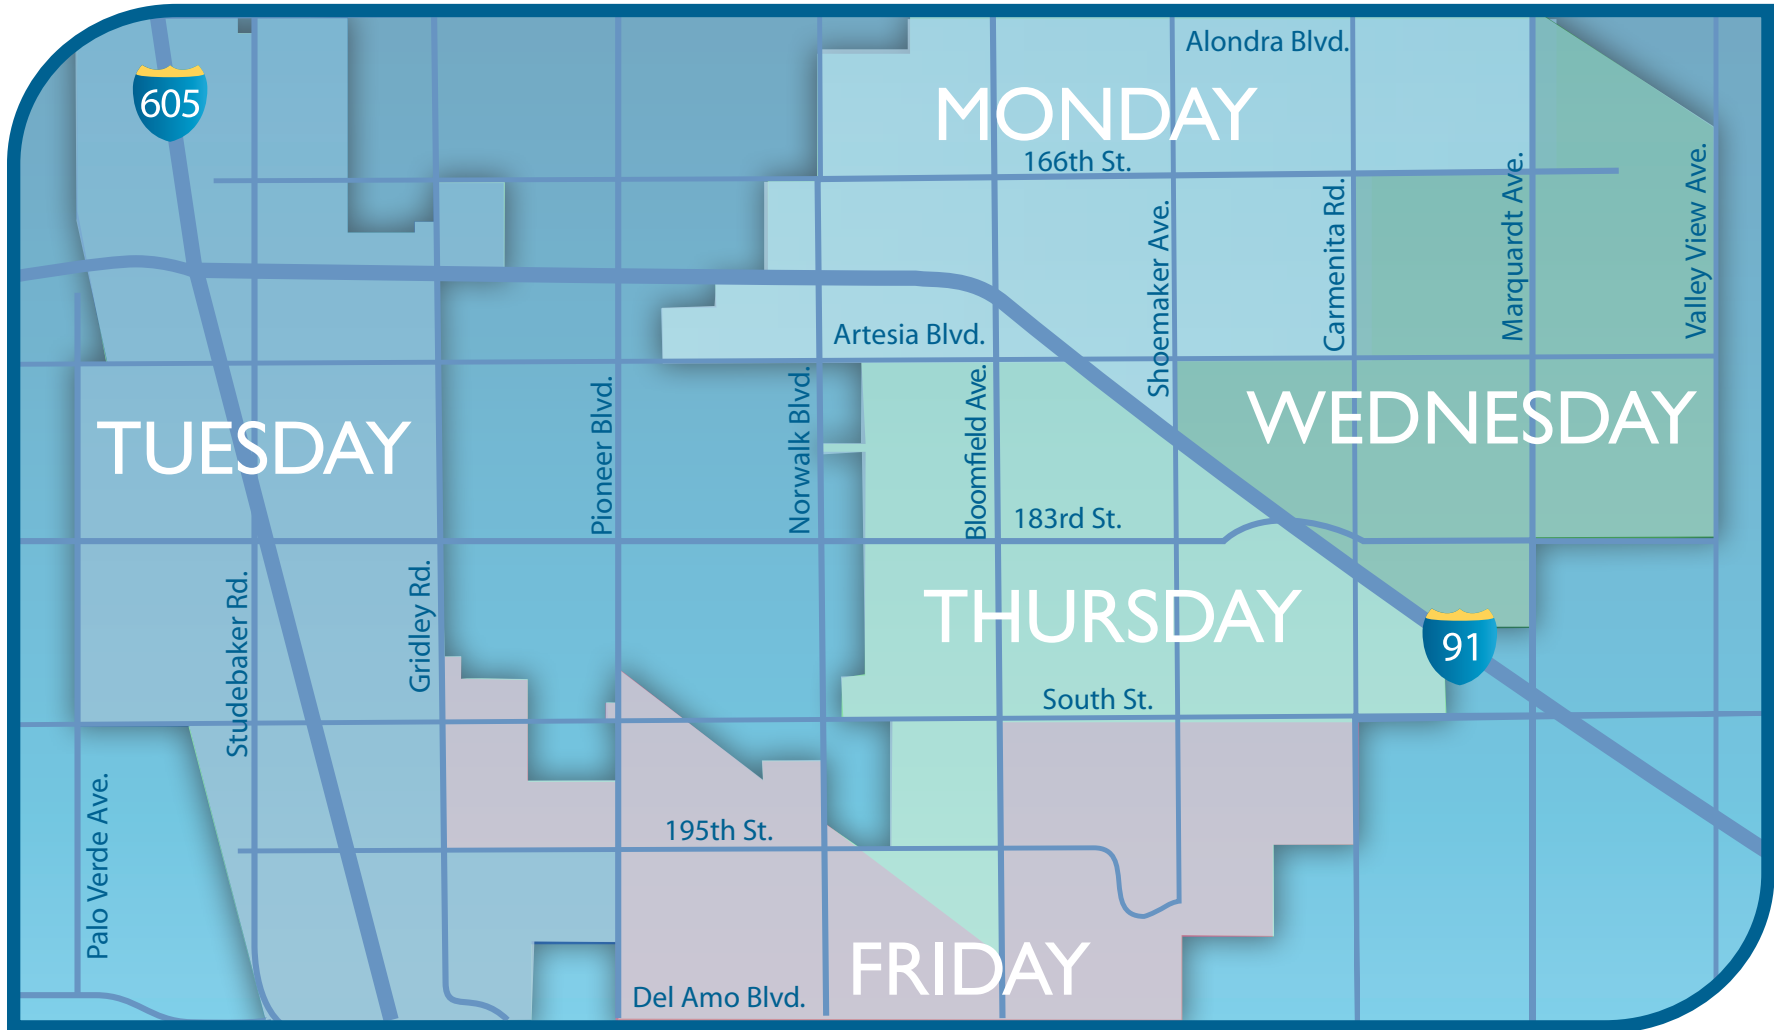 Alondra Blvd.
605
MONDAY
166th St.
Marquardt Ave.
Valley View Ave.
Carmenita Rd.
Shoemaker Ave.
Artesia Blvd.
Bloomfield Ave.
Norwalk Blvd.
Pioneer Blvd.
TUESDAY
WEDNESDAY
183rd St.
Gridley Rd.
Studebaker Rd.
THURSDAY
91
South St.
Palo Verde Ave.
195th St.
FRIDAY
Del Amo Blvd.